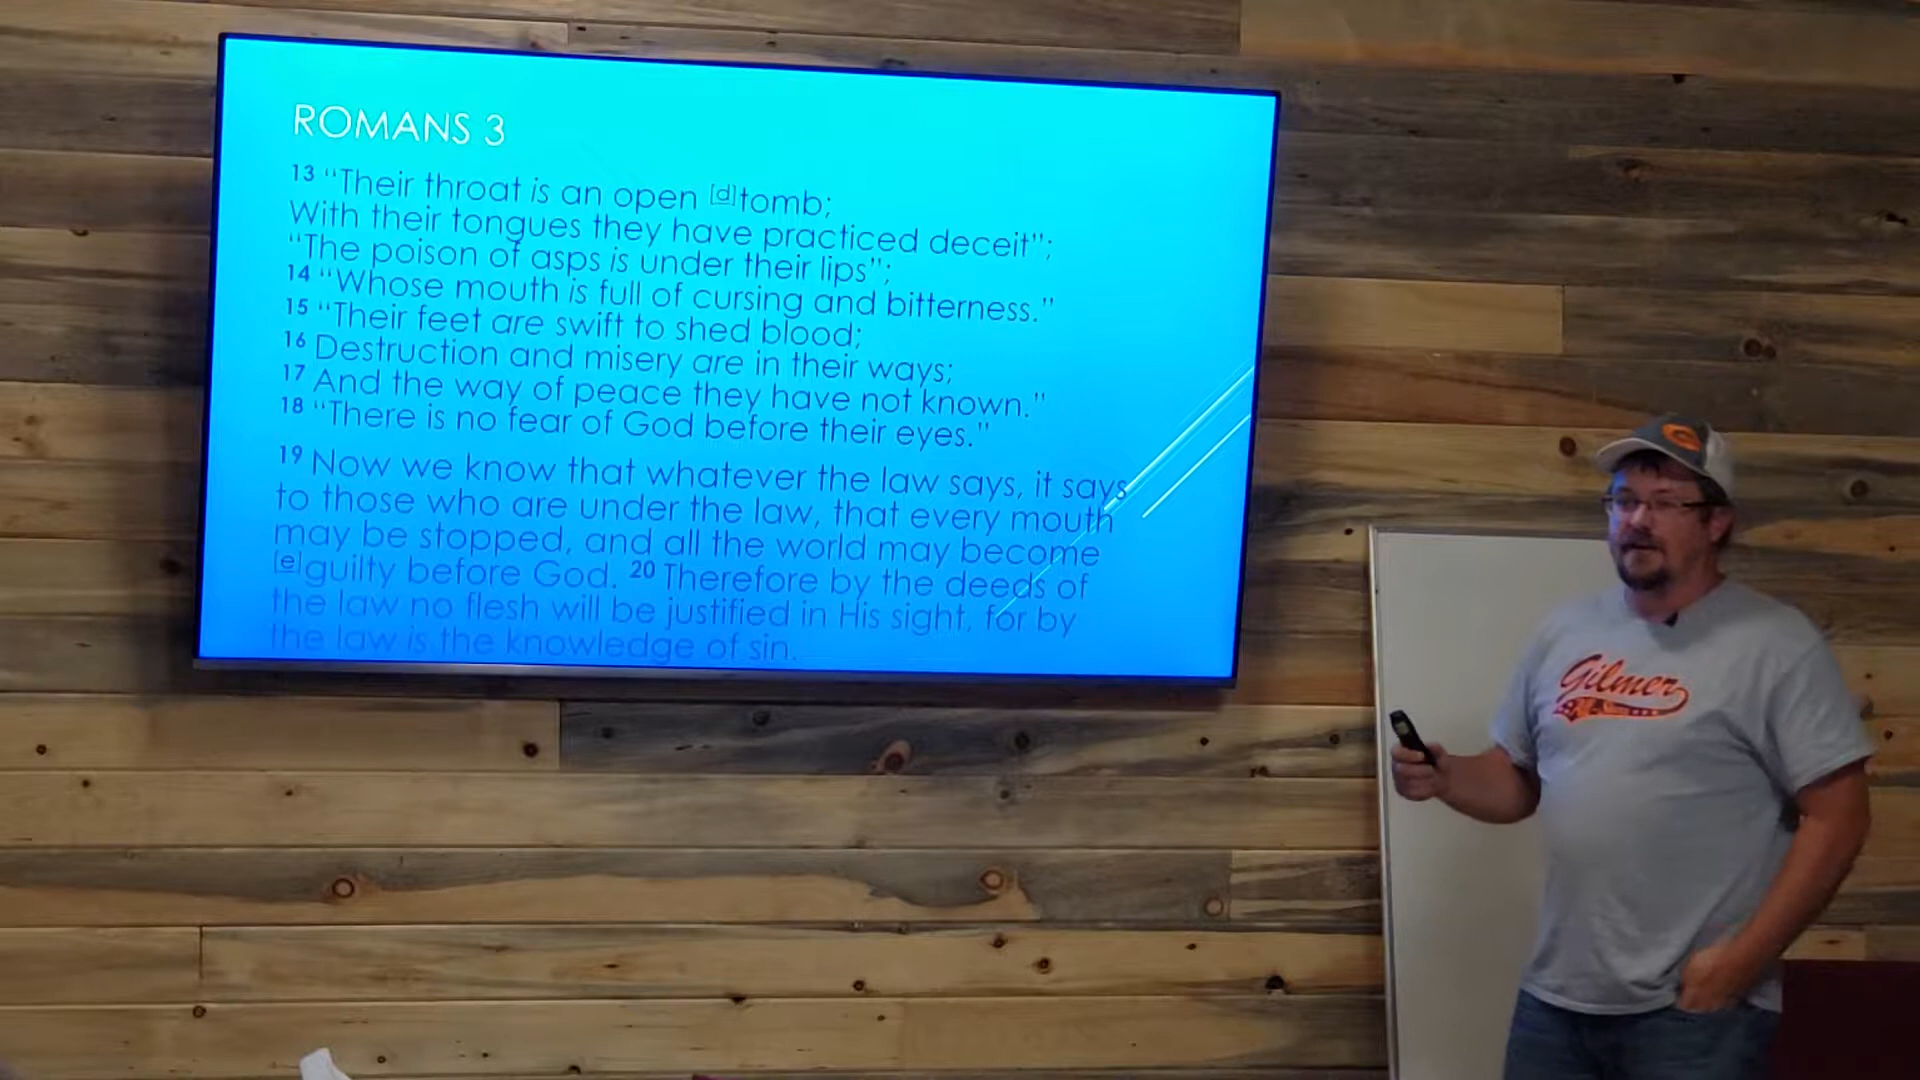 ROMANS 3
13 “Their throat is an open [d]tomb;
With their tongues they have practiced deceit”;
“The poison of asps is under their lips”;
14 “Whose mouth is full of cursing and bitterness.”
15 “Their feet are swift to shed blood;
16 Destruction and misery are in their ways;
17 And the way of peace they have not known.”
18 “There is no fear of God before their eyes.”
19 Now we know that whatever the law says, it says
to those who are under the law, that every mouth
may be stopped, and all the world may become
[e]guilty before God. 20 Therefore by the deeds of
the law no flesh will be justified in His sight, for by
the law is the knowledge of sin.
G
Gilmer